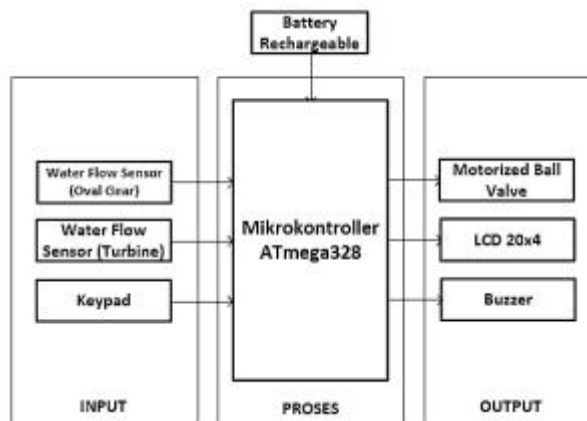 Battery
Rechargeable
Water Flow Sensor
(Oval Gear)
Water Flow
Sensor (Turbine)
Keypad
INPUT
Mikrokontroller
ATmega328
PROSES
Motorized Ball
Valve
LCD 20x4
Buzzer
OUTPUT